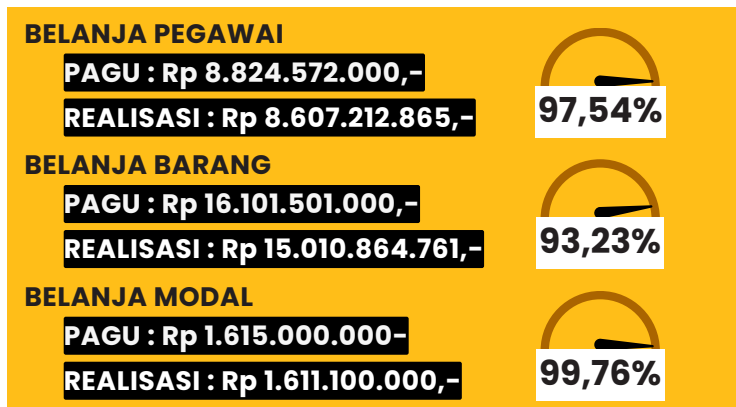 BELANJA PEGAWAI
PAGU : Rp 8.824.572.000,-
REALISASI : Rp 8.607.212.865,-
97,54%
BELANJA BARANG
PAGU : Rp 16.101.501.000,-
REALISASI : Rp 15.010.864.761,-
93,23%
BELANJA MODAL
PAGU : Rp 1.615.000.000-
REALISASI : Rp 1.611.100.000,-
99,76%